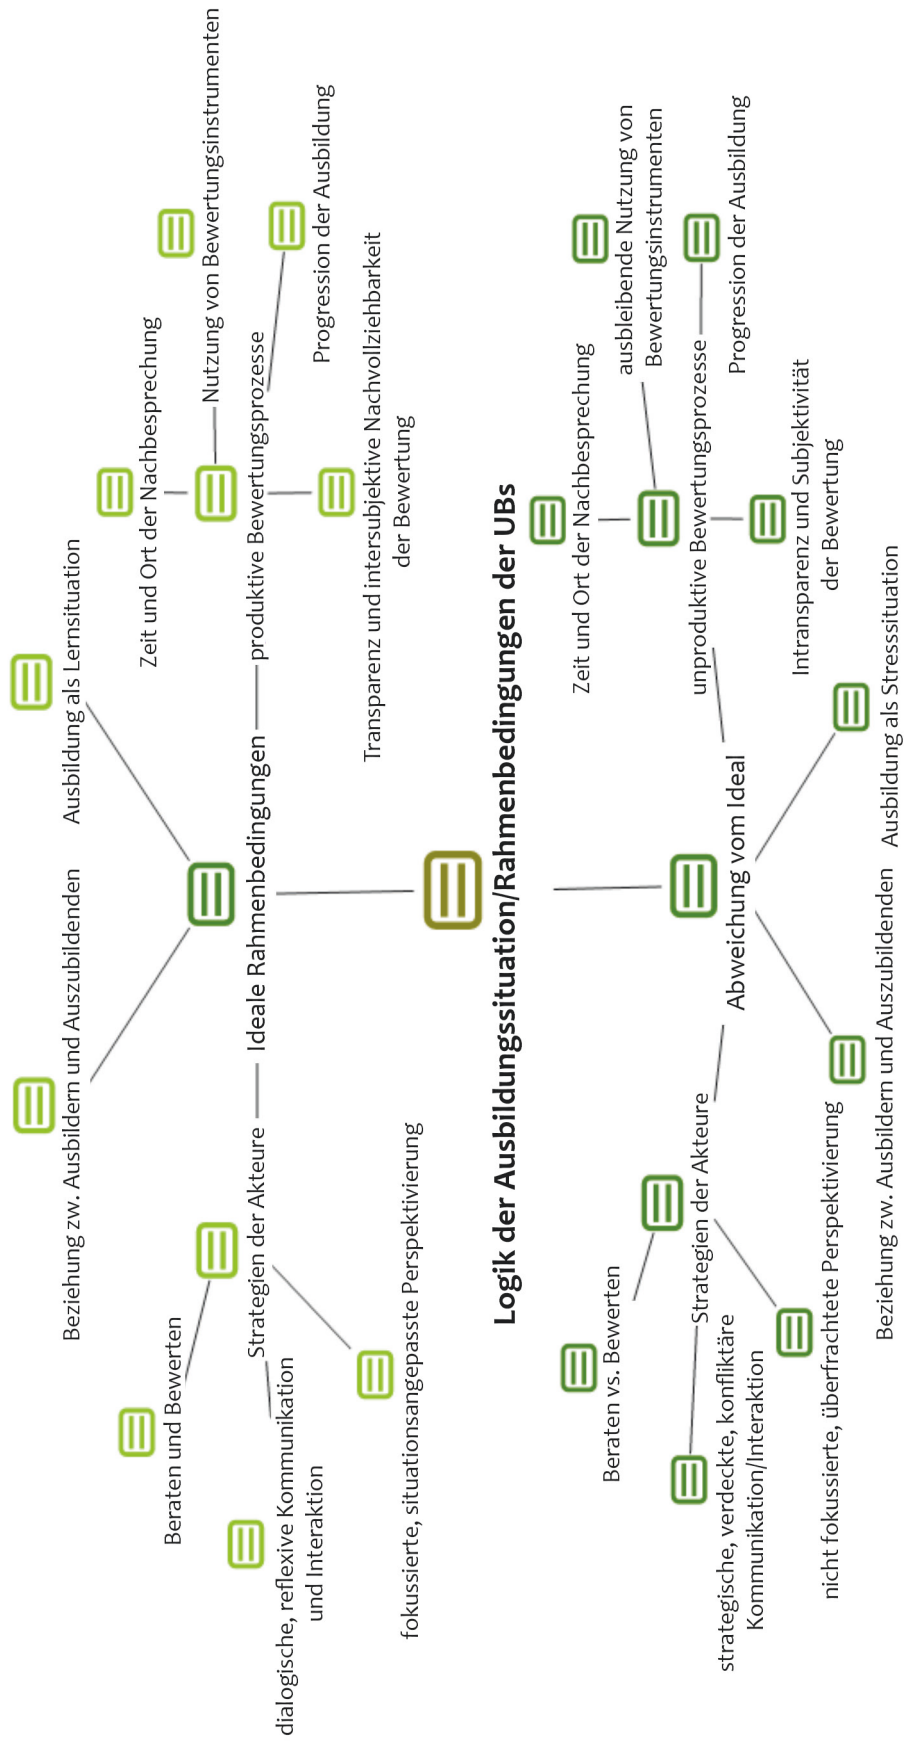 Beziehung zw. Ausbildern und Auszubildenden
Ausbildung als Lernsituation
Beraten und Bewerten
Zeit und Ort der Nachbesprechung
Nutzung von Bewertungsinstrumenten
Strategien der Akteure
Ideale Rahmenbedingungen
produktive Bewertungsprozesse
dialogische, reflexive Kommunikation
und Interaktion
Progression der Ausbildung
fokussierte, situationsangepasste Perspektivierung
Transparenz und intersubjektive Nachvollziehbarkeit
der Bewertung
Logik der Ausbildungssituation/Rahmenbedingungen der UBs
Beraten vs. Bewerten
Zeit und Ort der Nachbesprechung
ausbleibende Nutzung von
Bewertungsinstrumenten
Strategien der Akteure
unproduktive Bewertungsprozesse
strategische, verdeckte, konfliktäre
Kommunikation/Interaktion
Abweichung vom Ideal
Progression der Ausbildung
nicht fokussierte, überfrachtete Perspektivierung
Intransparenz und Subjektivität
der Bewertung
Beziehung zw. Ausbildern und Auszubildenden
Ausbildung als Stresssituation